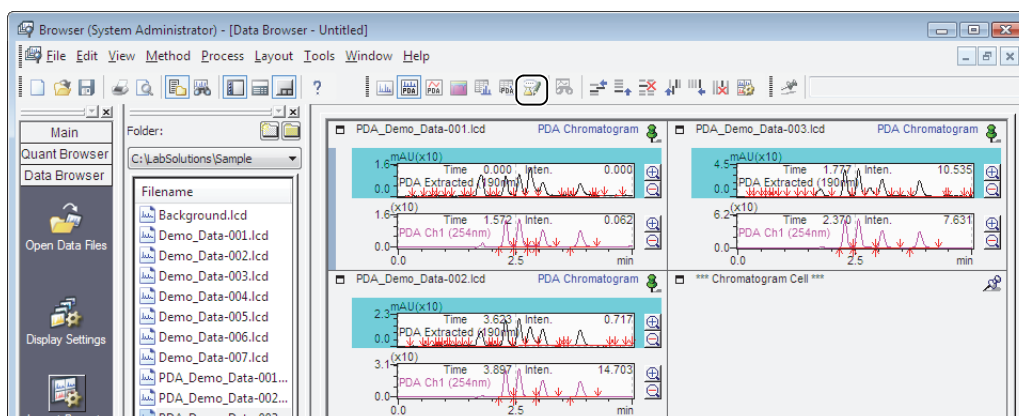 Browser (System Administrator) - [Data Browser - Untitled]
File Edit View Method Process Layout Tools Window Help
PDA PDA
Main
Quant Browser
Data Browser
Open Data Files
Display Settings
Folder:
C:\LabSolutions\Sample
Filename
Background.lcd
Demo_Data-001.lcd
Demo_Data-002.lcd
Demo_Data-003.lcd
Demo_Data-004.lcd
Demo_Data-005.lcd
Demo_Data-006.lcd
Demo_Data-007.lcd
PDA_Demo_Data-001...
PDA_Demo_Data-002...
PDA_Demo_Data-001.lcd PDA Chromatogram
mAU(x10)
1.6 Time 0.000 Inten. 0.000
PDA Extracted (190nm)
0.0
(x10)
1.6 Time 1.572 Inten. 0.062
PDA Ch1 (254nm)
0.0
0.0 2.5 min
PDA_Demo_Data-003.lcd PDA Chromatogram
mAU(x10)
4.5 Time 1.777 Inten. 10.535
PDA Extracted (190nm)
0.0
(x10)
6.2 Time 2.370 Inten. 7.631
PDA Ch1 (254nm)
0.0
0.0 2.5 min
PDA_Demo_Data-002.lcd PDA Chromatogram
mAU(x10)
2.3 Time 3.623 Inten. 0.717
PDA Extracted (190nm)
0.0
(x10)
3.1 Time 3.897 Inten. 14.703
PDA Ch1 (254nm)
0.0
0.0 2.5 min
*** Chromatogram Cell ***